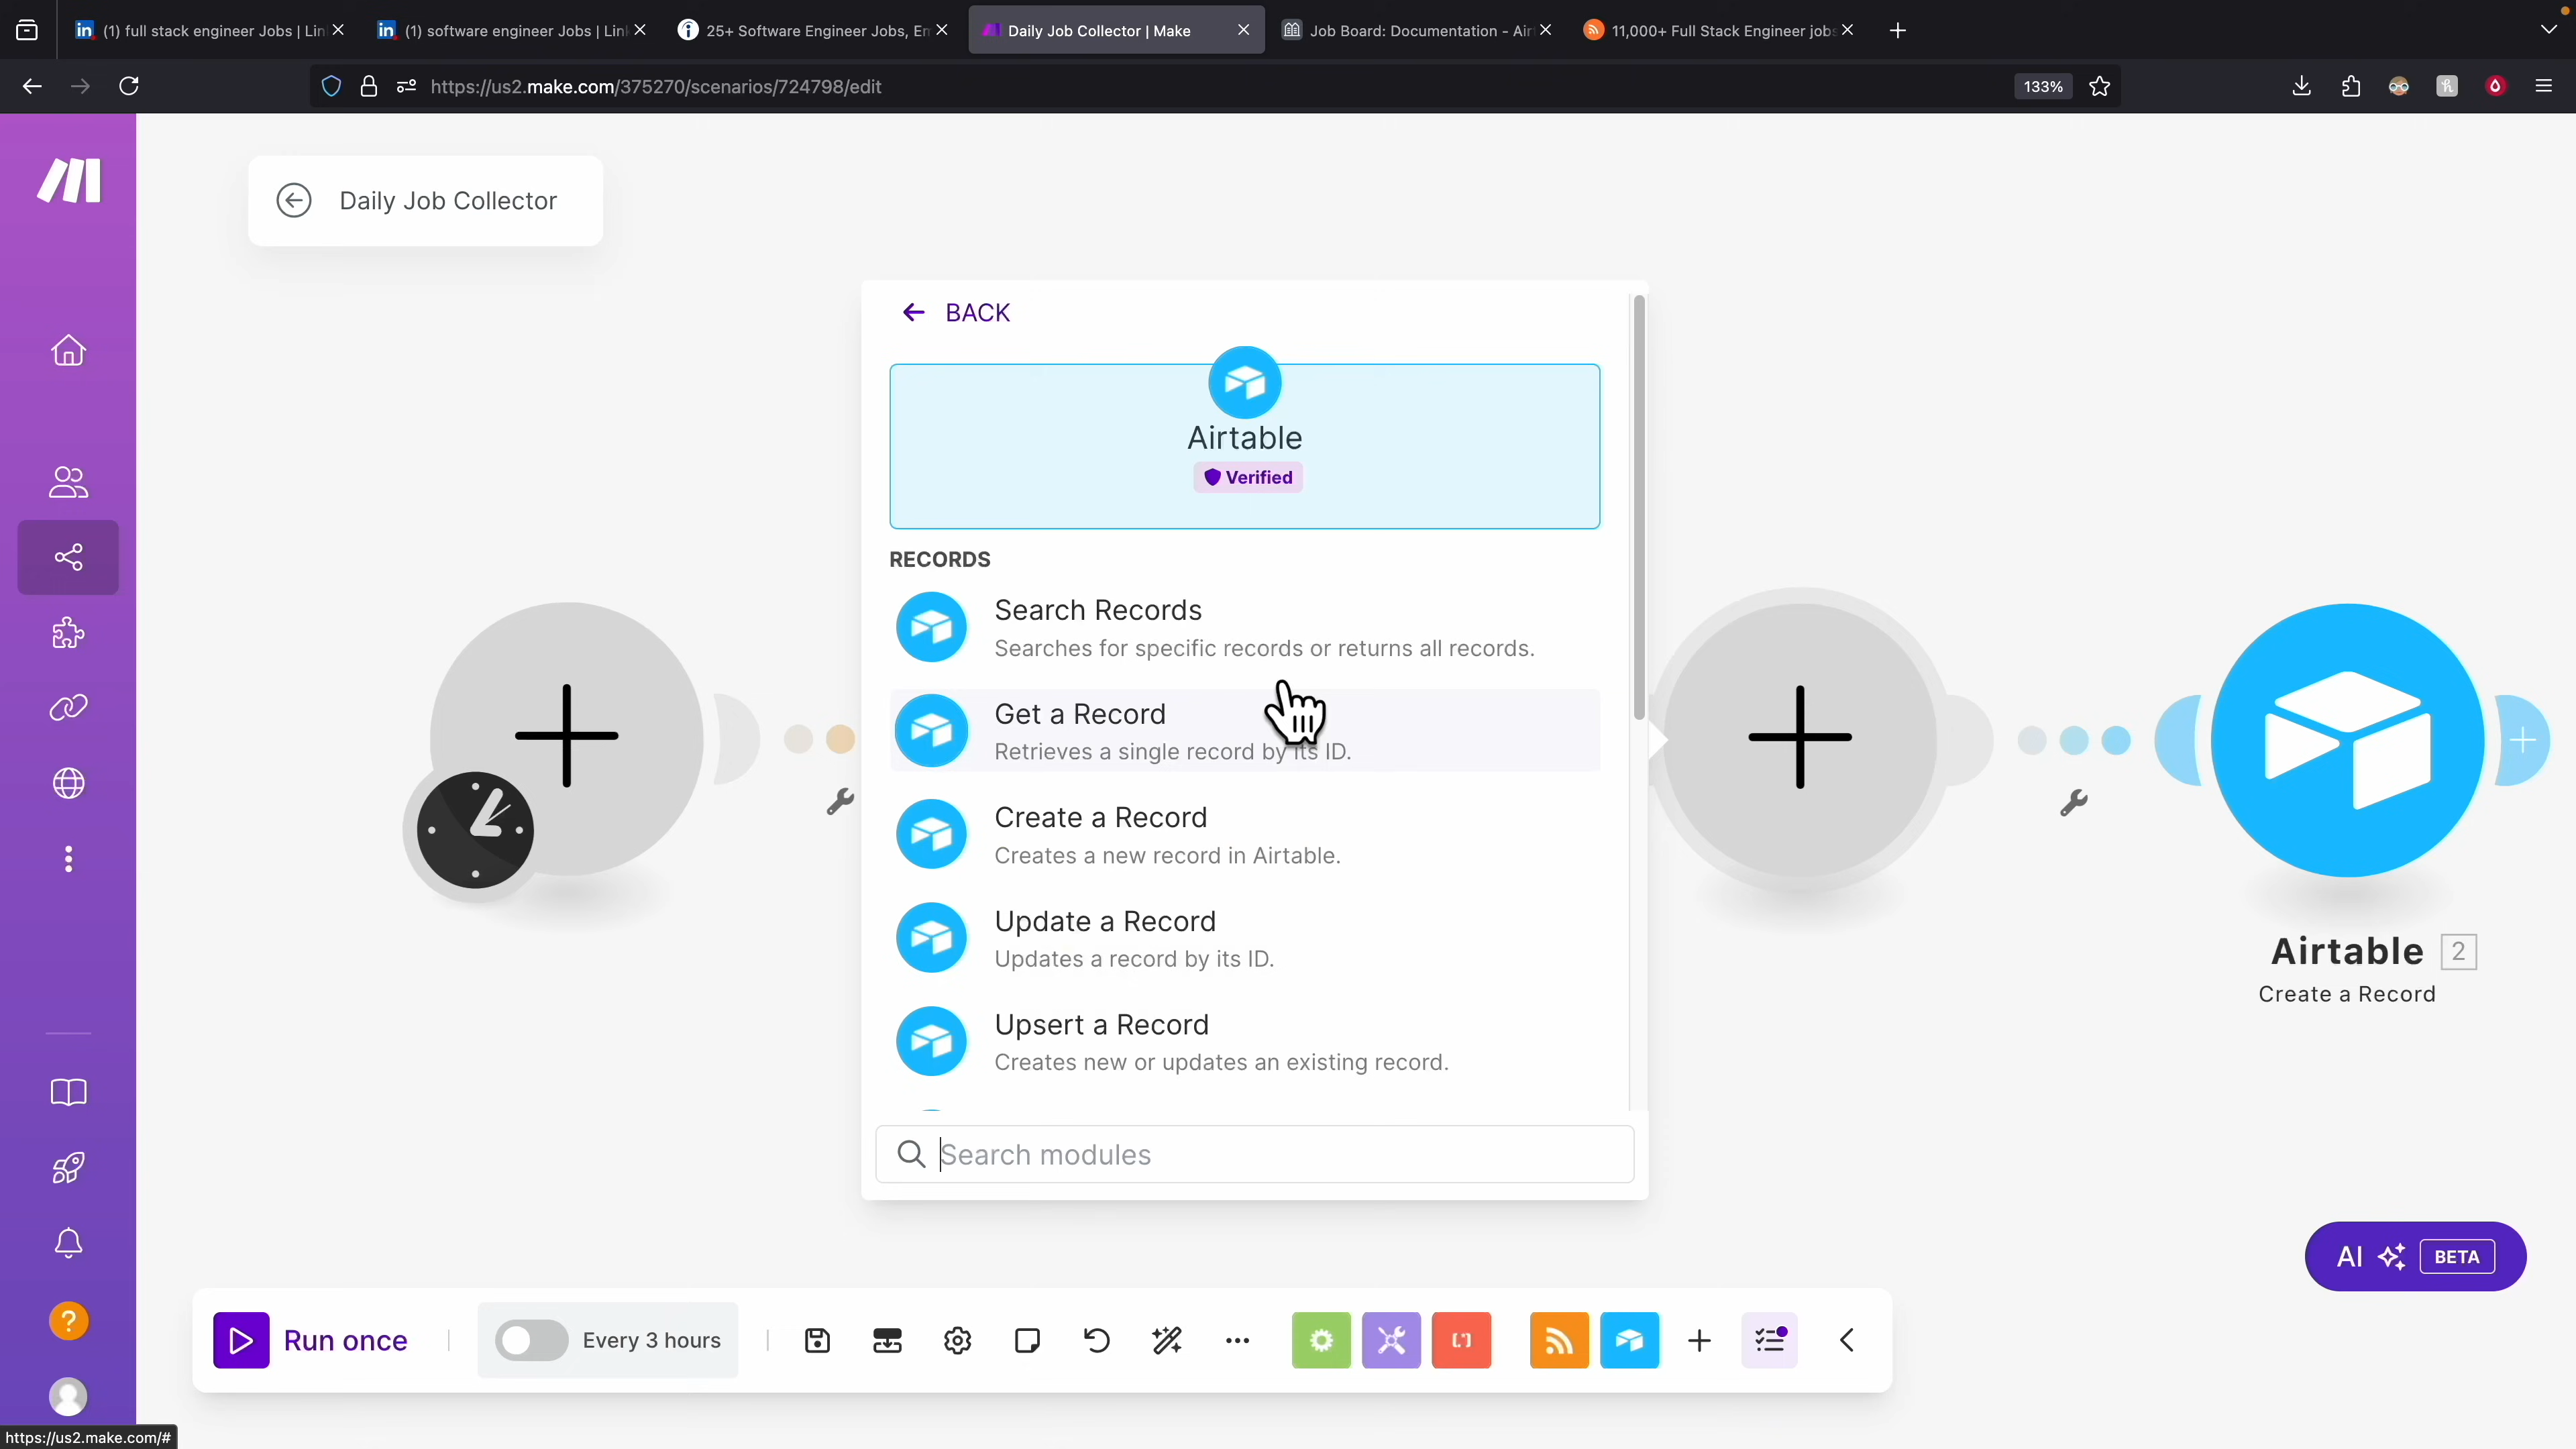 (1) full stack engineer Jobs | Lin
(1) software engineer Jobs | Lin
25+ Software Engineer Jobs, Em
Daily Job Collector | Make
Job Board: Documentation - Air
11,000+ Full Stack Engineer jobs
https://us2.make.com/375270/scenarios/724798/edit
133%
Daily Job Collector
BACK
Airtable
Verified
RECORDS
Search Records
Searches for specific records or returns all records.
Get a Record
Retrieves a single record by its ID.
Create a Record
Creates a new record in Airtable.
Update a Record
Updates a record by its ID.
Upsert a Record
Creates new or updates an existing record.
Search modules
Airtable 2
Create a Record
AI BETA
Run once
Every 3 hours
https://us2.make.com/#